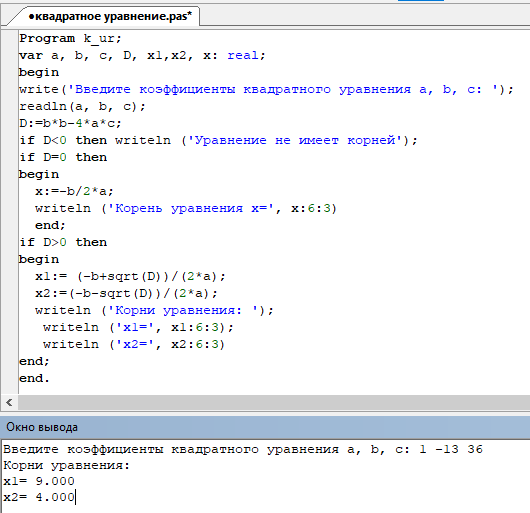 •квадратное уравнение.pas*
Program k_ur;
var a, b, c, D, x1,x2, x: real;
begin
write('Введите коэффициенты квадратного уравнения a, b, c: ');
readln(a, b, c);
D:=b*b-4*a*c;
if D<0 then writeln ('Уравнение не имеет корней');
if D=0 then
begin
x:=-b/2*a;
writeln ('Корень уравнения x=', x:6:3)
end;
if D>0 then
begin
x1:= (-b+sqrt(D))/(2*a);
x2:=(-b-sqrt(D))/(2*a);
writeln ('Корни уравнения: ');
writeln ('x1=', x1:6:3);
writeln ('x2=', x2:6:3)
end;
end.
Окно вывода
Введите коэффициенты квадратного уравнения a, b, c: 1 -13 36
Корни уравнения:
x1= 9.000
x2= 4.000